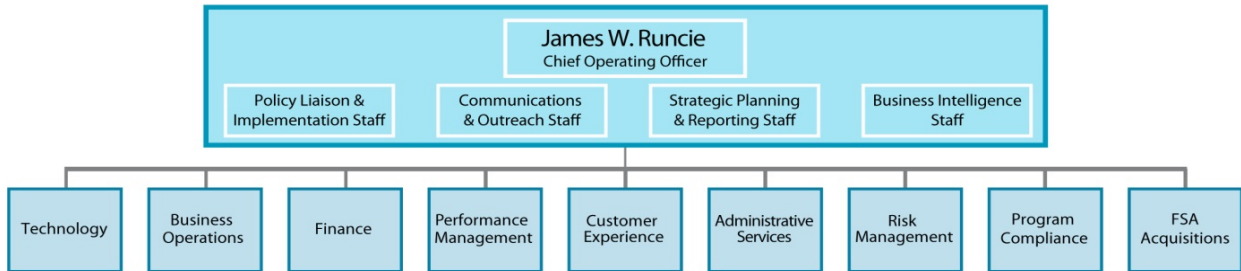 James W. Runcie
Chief Operating Officer
Policy Liaison &
Implementation Staff
Communications
& Outreach Staff
Strategic Planning
& Reporting Staff
Business Intelligence
Staff
Technology
Business
Operations
Finance
Performance
Management
Customer
Experience
Administrative
Services
Risk
Management
Program
Compliance
FSA
Acquisitions